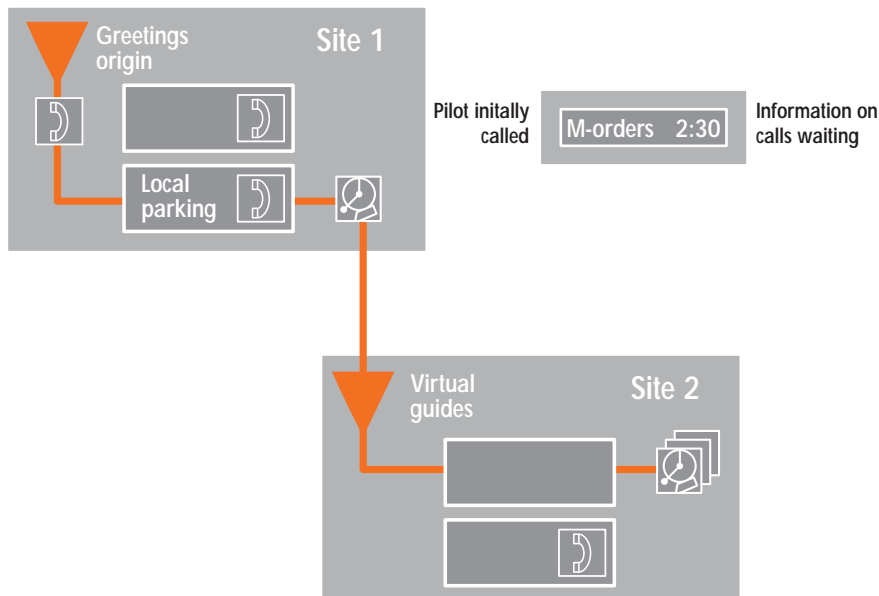 Greetings
origin
Site 1
Local
parking
Pilot initally
called
M-orders 2:30
Information on
calls waiting
Virtual
guides
Site 2